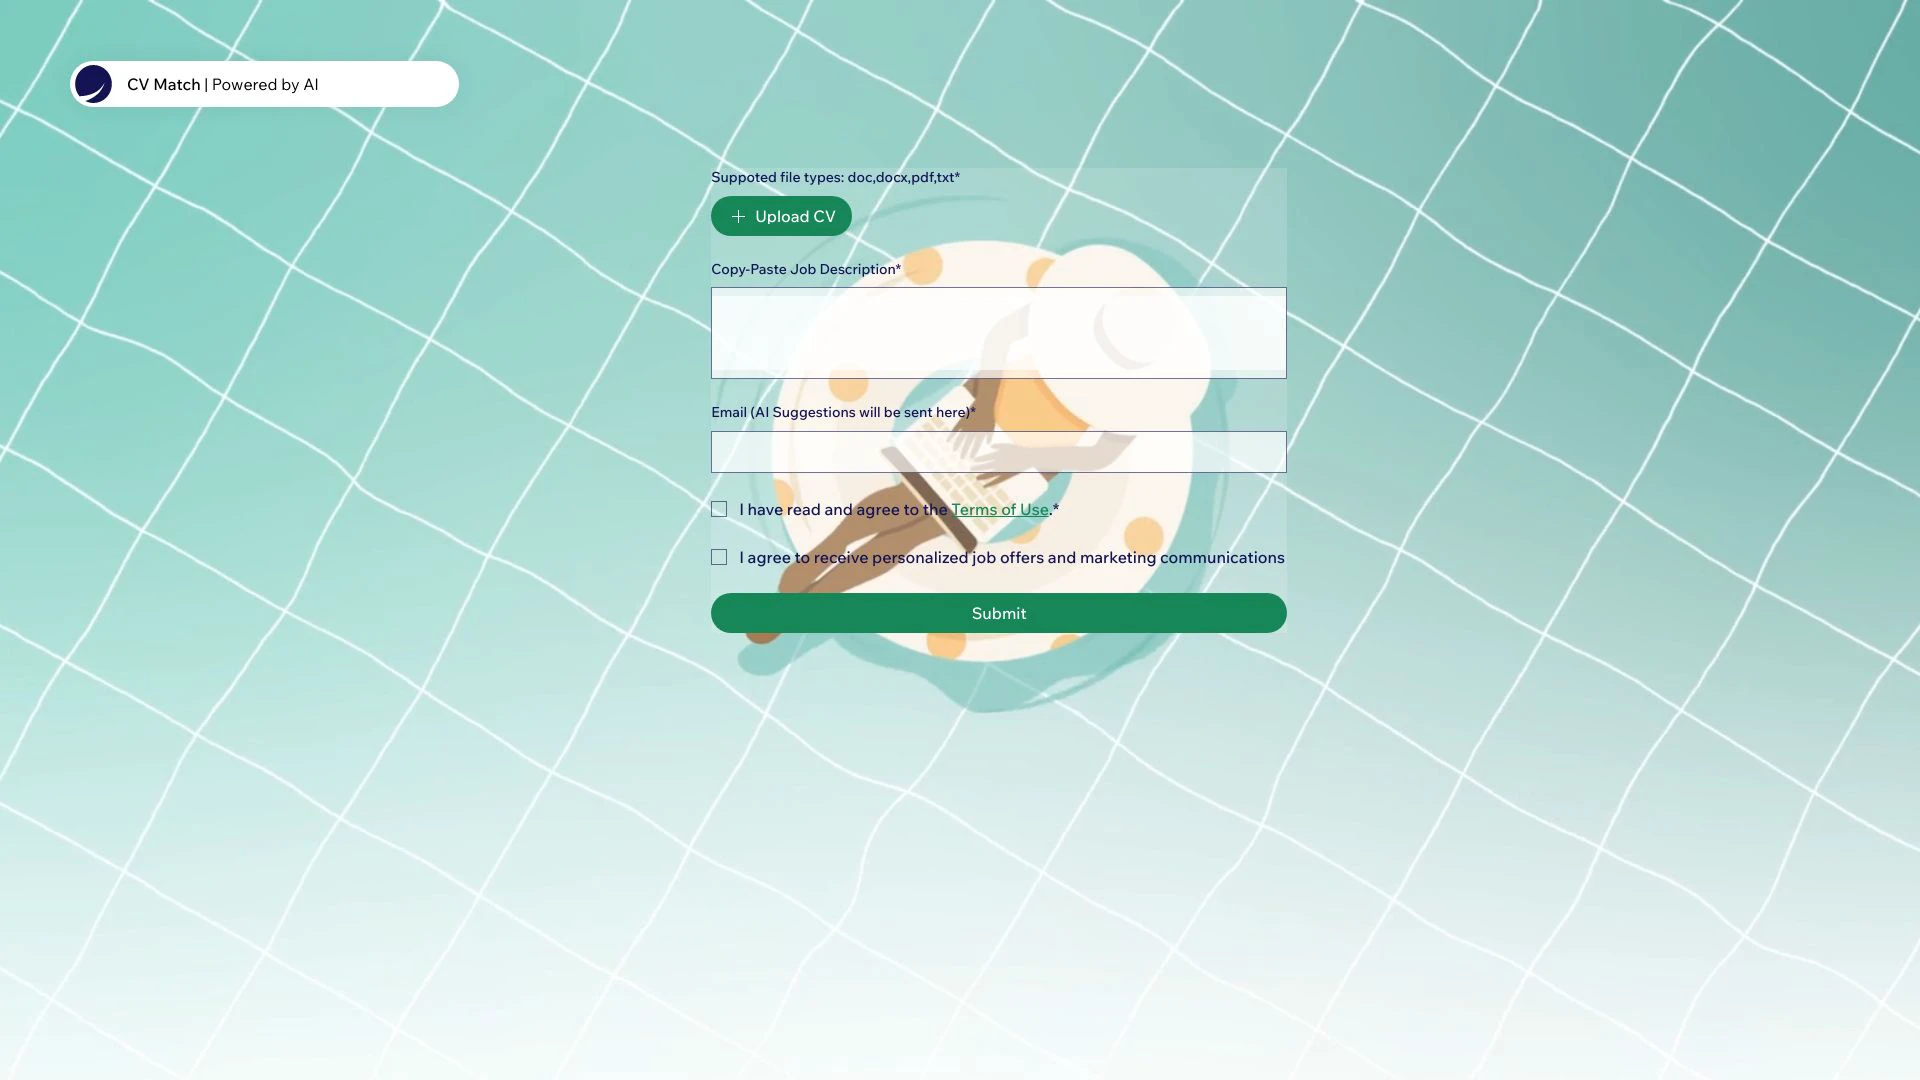 CV Match | Powered by AI
Suppoted file types: doc,docx,pdf,txt*
Upload CV
Copy-Paste Job Description*
Email (AI Suggestions will be sent here)*
I have read and agree to the Terms of Use.*
I agree to receive personalized job offers and marketing communications
Submit